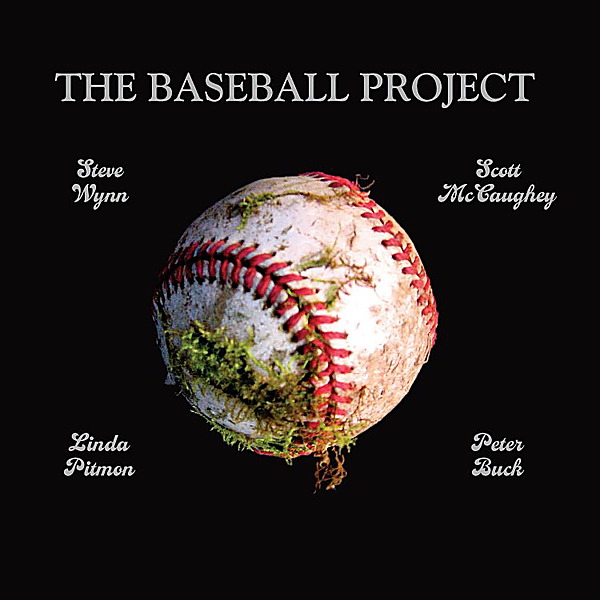 THE BASEBALL PROJECT
Steve
Wynn
Scott
McCaughey
Linda
Pitmon
Peter
Buck